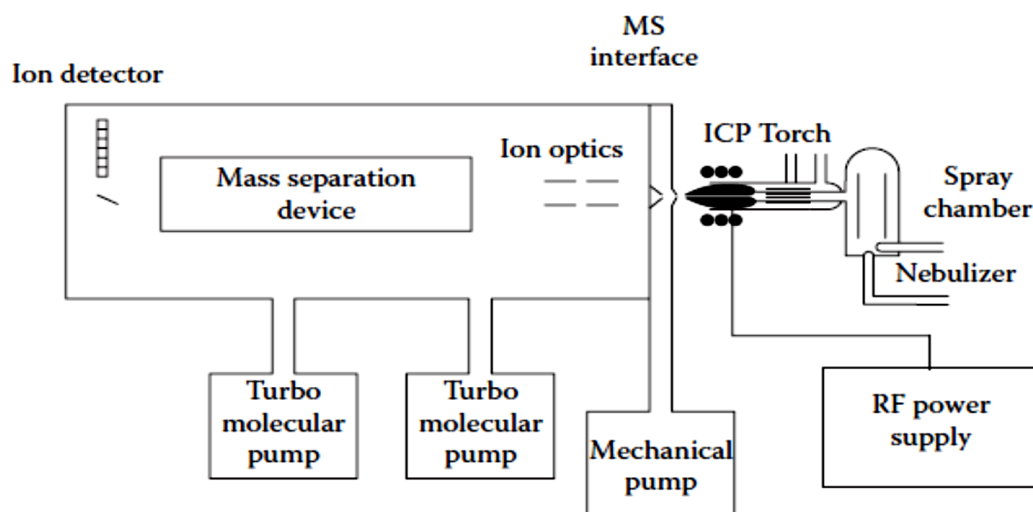 MS
interface
Ion detector
ICP Torch
Ion optics
Mass separation
device
Spray
chamber
Nebulizer
Turbo
molecular
pump
Turbo
molecular
pump
Mechanical
pump
RF power
supply